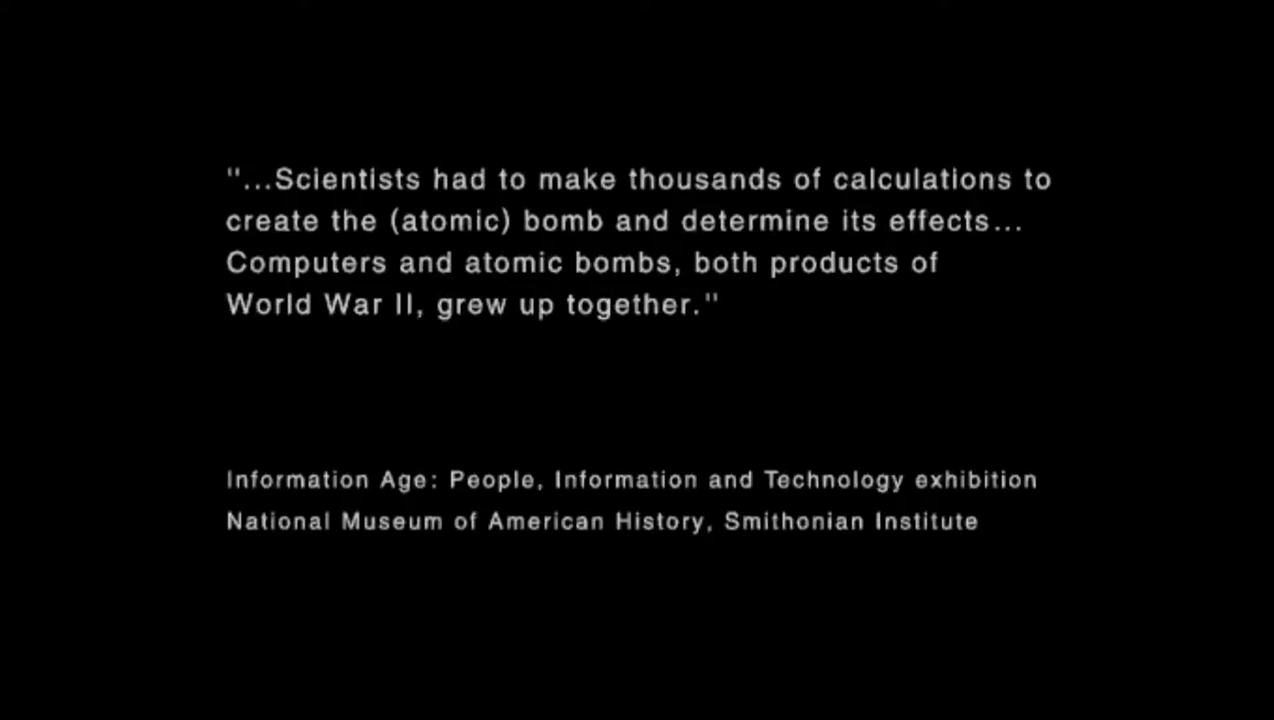 "...Scientists had to make thousands of calculations to
create the (atomic) bomb and determine its effects...
Computers and atomic bombs, both products of
World War II, grew up together."
Information Age: People, Information and Technology exhibition
National Museum of American History, Smithonian Institute